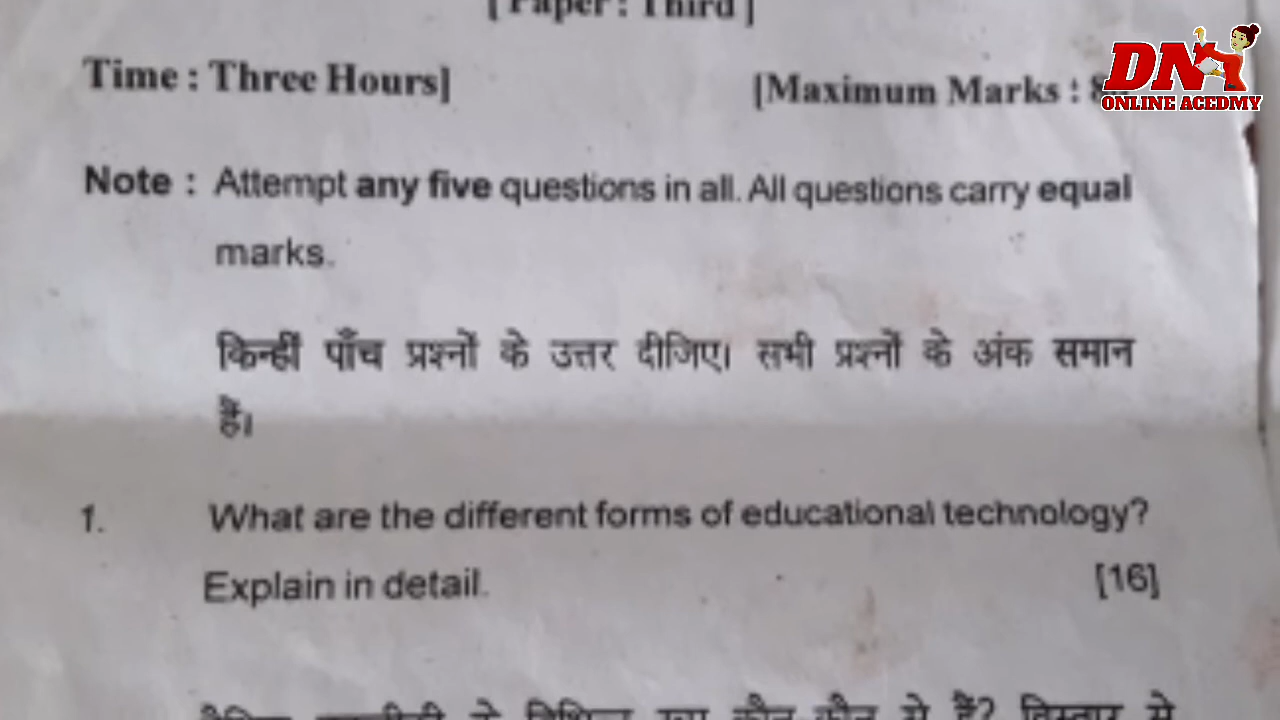 [ Paper : Third ]
Time : Three Hours]
[Maximum Marks :
DN
ONLINE ACEDMY
Note : Attempt any five questions in all. All questions carry equal
marks.
किन्हीं पाँच प्रश्नों के उत्तर दीजिए। सभी प्रश्नों के अंक समान
हैं।
1. What are the different forms of educational technology?
Explain in detail. [16]